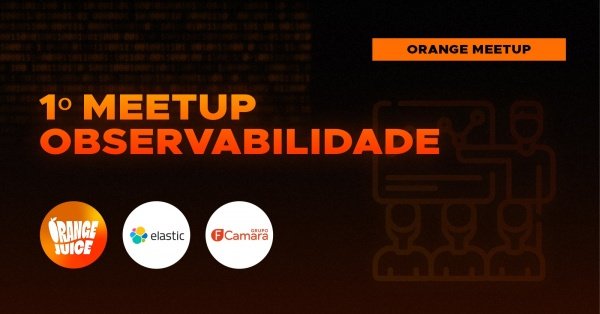 ORANGE MEETUP
1º MEETUP
OBSERVABILIDADE
ORANGE
JUICE
elastic
GRUPO
F Camara